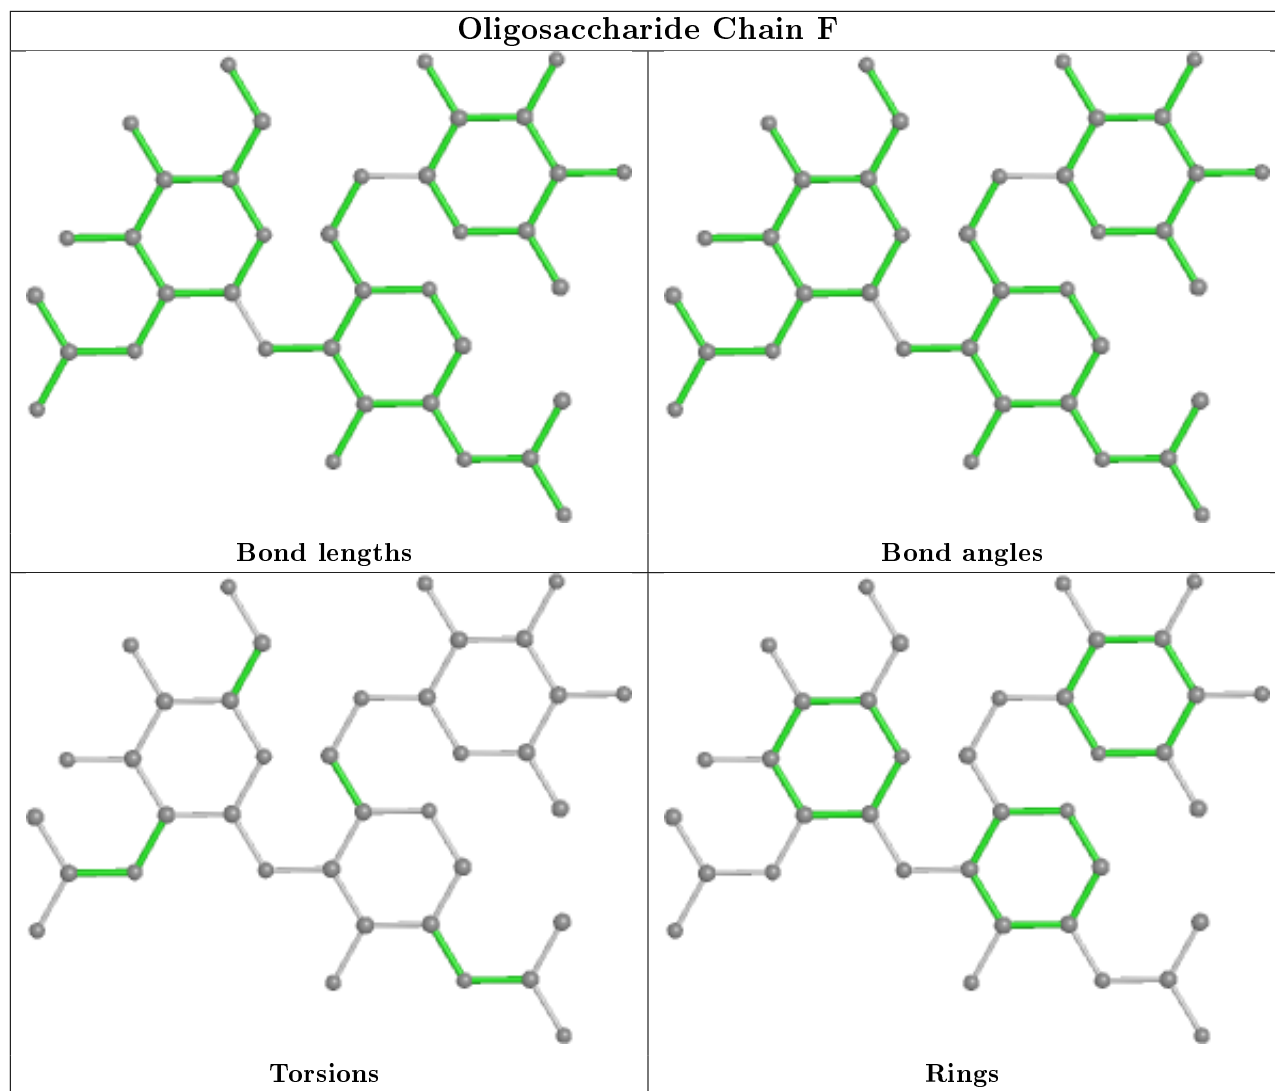 Oligosaccharide Chain F
Bond lengths
Bond angles
Torsions
Rings